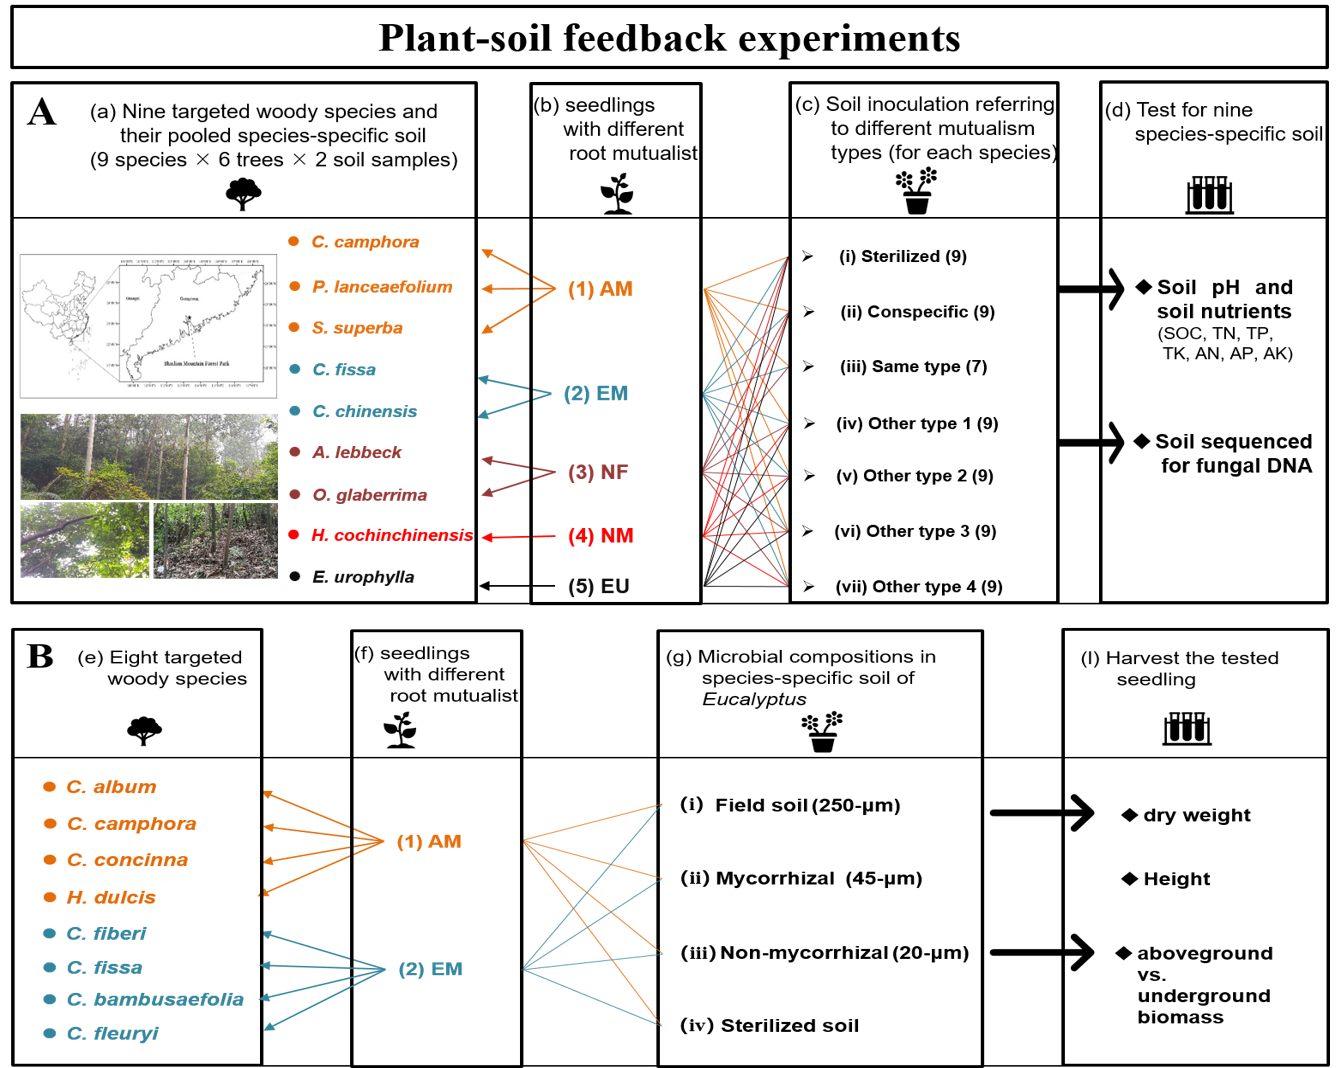 Plant-soil feedback experiments
A
(a) Nine targeted woody species and
their pooled species-specific soil
(9 species × 6 trees × 2 soil samples)
(b) seedlings
with different
root mutualist
(c) Soil inoculation referring
to different mutualism
types (for each species)
(d) Test for nine
species-specific soil
C. camphora
P. lanceaefolium
S. superba
C. fissa
C. chinensis
A. lebbeck
O. glaberrima
H. cochinchinensis
E. urophylla
(1) AM
(2) EM
(3) NF
(4) NM
(5) EU
(i) Sterilized (9)
(ii) Conspecific (9)
(iii) Same type (7)
(iv) Other type 1 (9)
(v) Other type 2 (9)
(vi) Other type 3 (9)
(vii) Other type 4 (9)
Soil pH and
soil nutrients
(SOC, TN, TP,
TK, AN, AP, AK)
Soil sequenced
for fungal DNA
B
(e) Eight targeted
woody species
(f) seedlings
with different
root mutualist
(g) Microbial compositions in
species-specific soil of
Eucalyptus
(l) Harvest the tested
seedling
C. album
C. camphora
C. concinna
H. dulcis
C. fiberi
C. fissa
C. bambusaefolia
C. fleuryi
(1) AM
(2) EM
(i) Field soil (250-μm)
(ii) Mycorrhizal (45-μm)
(iii) Non-mycorrhizal (20-μm)
(iv) Sterilized soil
dry weight
Height
aboveground
vs.
underground
biomass